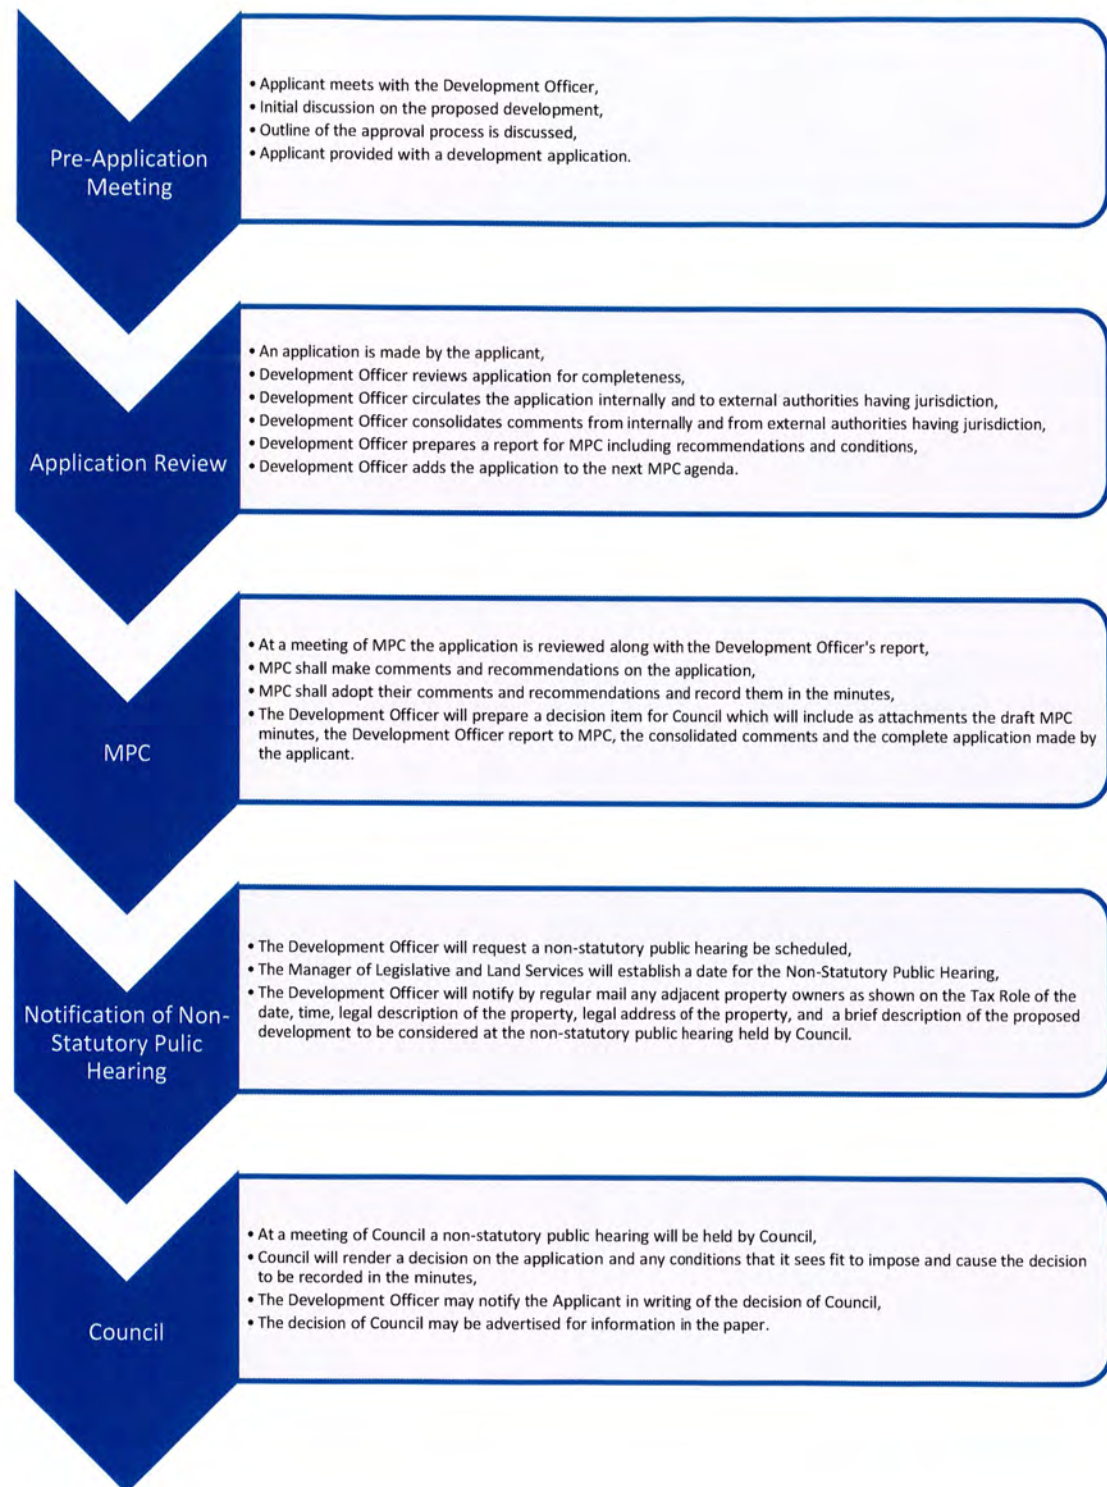 Pre-Application
Meeting
• Applicant meets with the Development Officer,
• Initial discussion on the proposed development,
• Outline of the approval process is discussed,
• Applicant provided with a development application.
Application Review
• An application is made by the applicant,
• Development Officer reviews application for completeness,
• Development Officer circulates the application internally and to external authorities having jurisdiction,
• Development Officer consolidates comments from internally and from external authorities having jurisdiction,
• Development Officer prepares a report for MPC including recommendations and conditions,
• Development Officer adds the application to the next MPC agenda.
MPC
• At a meeting of MPC the application is reviewed along with the Development Officer's report,
• MPC shall make comments and recommendations on the application,
• MPC shall adopt their comments and recommendations and record them in the minutes,
• The Development Officer will prepare a decision item for Council which will include as attachments the draft MPC
minutes, the Development Officer report to MPC, the consolidated comments and the complete application made by
the applicant.
Notification of Non-
Statutory Pulic
Hearing
• The Development Officer will request a non-statutory public hearing be scheduled,
• The Manager of Legislative and Land Services will establish a date for the Non-Statutory Public Hearing,
• The Development Officer will notify by regular mail any adjacent property owners as shown on the Tax Role of the
date, time, legal description of the property, legal address of the property, and a brief description of the proposed
development to be considered at the non-statutory public hearing held by Council.
Council
• At a meeting of Council a non-statutory public hearing will be held by Council,
• Council will render a decision on the application and any conditions that it sees fit to impose and cause the decision
to be recorded in the minutes,
• The Development Officer may notify the Applicant in writing of the decision of Council,
• The decision of Council may be advertised for information in the paper.